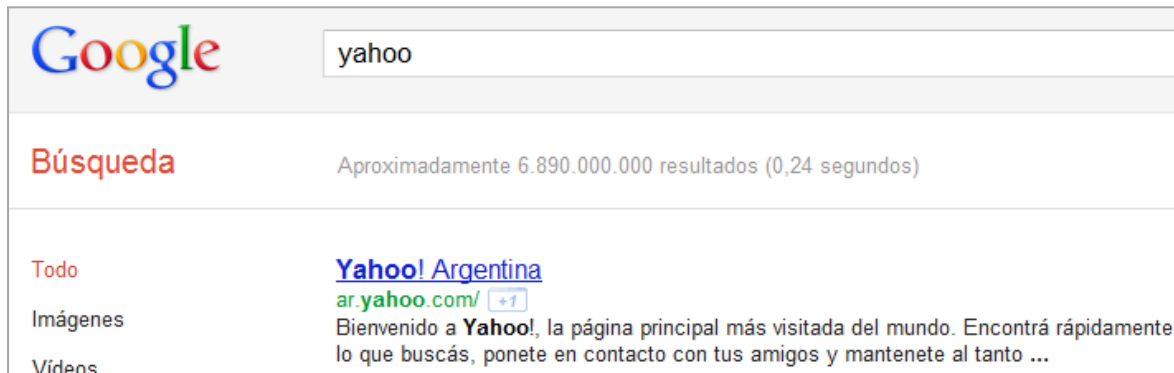 Google
yahoo
Búsqueda
Aproximadamente 6.890.000.000 resultados (0,24 segundos)
Todo
Imágenes
Vídeos
Yahoo! Argentina
ar.yahoo.com/ +1
Bienvenido a Yahoo!, la página principal más visitada del mundo. Encontrá rápidamente
lo que buscás, ponete en contacto con tus amigos y mantenete al tanto ...